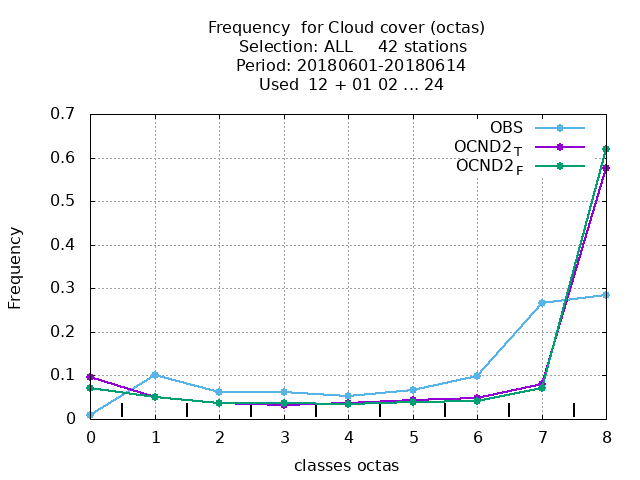 Frequency  for Cloud cover (octas)
Selection: ALL     42 stations
Period: 20180601-20180614
Used  12 + 01 02 ... 24
0.7
0.6
0.5
0.4
0.3
0.2
0.1
0
Frequency
OBS
OCND2_T
OCND2_F
0 1 2 3 4 5 6 7 8
classes octas